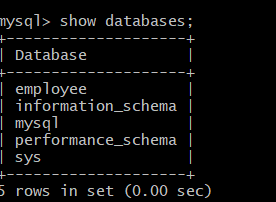 mysql> show databases;
+--------------------+
| Database           |
+--------------------+
| employee           |
| information_schema |
| mysql              |
| performance_schema |
| sys                |
+--------------------+
5 rows in set (0.00 sec)